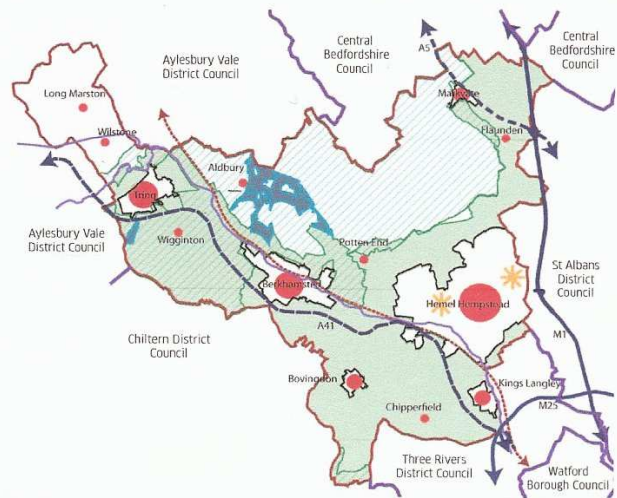 Central
Bedfordshire
Council
Aylesbury Vale
District Council
Central
Bedfordshire
Council
A5
Long Marston
Markyate
Wilstone
Flaunden
Aldbury
Tring
Wigginton
Potten End
Aylesbury Vale
District Council
Berkhamsted
Hemel Hempstead
St Albans
District
Council
Chiltern District
Council
A41
M1
Bovingdon
Kings Langley
M25
Chipperfield
Three Rivers
District Council
Watford
Borough Council